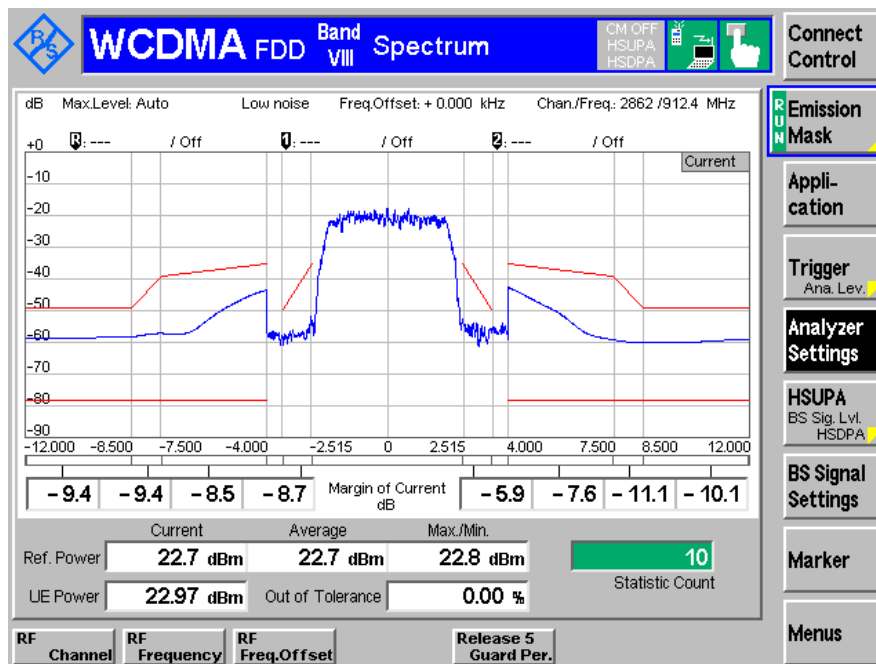 R/S
WCDMA FDD Band VIII Spectrum
CM OFF
HSUPA
HSDPA
Connect Control
dB Max.Level: Auto Low noise Freq.Offset: + 0.000 kHz Chan./Freq.: 2862 /912.4 MHz
R: --- / Off 1: --- / Off 2: --- / Off
Current
+0
-10
-20
-30
-40
-50
-60
-70
-80
-90
-12.000 -8.500 -7.500 -4.000 -2.515 0 2.515 4.000 7.500 8.500 12.000
-9.4 -9.4 -8.5 -8.7 Margin of Current dB -5.9 -7.6 -11.1 -10.1
Current Average Max./Min.
Ref. Power 22.7 dBm 22.7 dBm 22.8 dBm 10
Statistic Count
UE Power 22.97 dBm Out of Tolerance 0.00 %
RUN
Emission Mask
Appli-
cation
Trigger
Ana. Lev.
Analyzer Settings
HSUPA
BS Sig. Lvl.
HSDPA
BS Signal Settings
Marker
Menus
RF Channel
RF Frequency
RF Freq.Offset
Release 5 Guard Per.